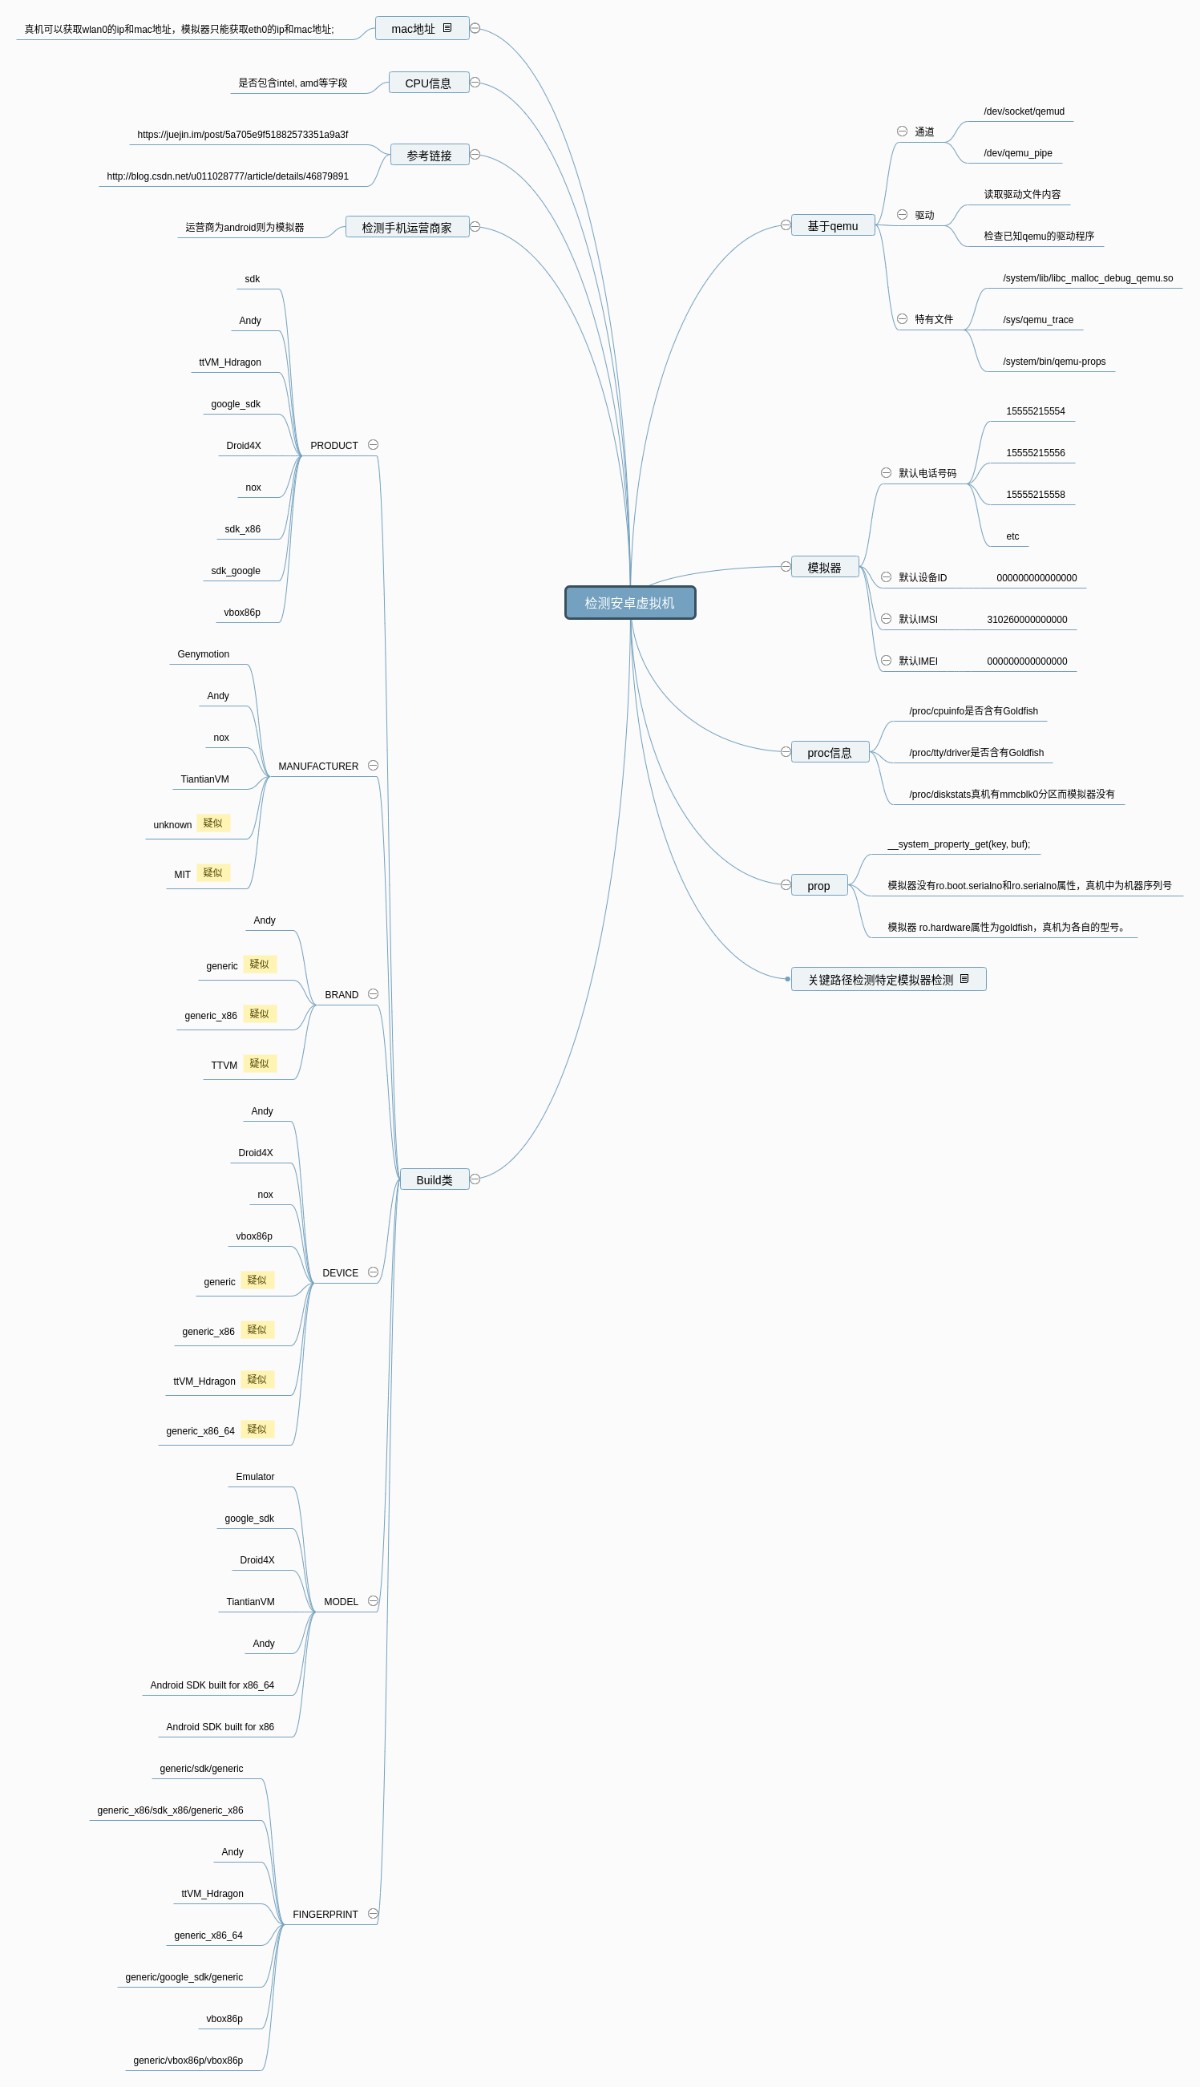 检测安卓虚拟机
基于qemu
通道
/dev/socket/qemud
/dev/qemu_pipe
驱动
读取驱动文件内容
检查已知qemu的驱动程序
特有文件
/system/lib/libc_malloc_debug_qemu.so
/sys/qemu_trace
/system/bin/qemu-props
模拟器
默认电话号码
15555215554
15555215556
15555215558
etc
默认设备ID
000000000000000
默认IMSI
310260000000000
默认IMEI
000000000000000
proc信息
/proc/cpuinfo是否含有Goldfish
/proc/tty/driver是否含有Goldfish
/proc/diskstats真机有mmcblk0分区而模拟器没有
prop
__system_property_get(key, buf);
模拟器没有ro.boot.serialno和ro.serialno属性，真机中为机器序列号
模拟器 ro.hardware属性为goldfish，真机为各自的型号。
关键路径检测特定模拟器检测
mac地址
真机可以获取wlan0的ip和mac地址，模拟器只能获取eth0的ip和mac地址;
CPU信息
是否包含intel, amd等字段
参考链接
https://juejin.im/post/5a705e9f51882573351a9a3f
http://blog.csdn.net/u011028777/article/details/46879891
检测手机运营商家
运营商为android则为模拟器
Build类
PRODUCT
sdk
Andy
ttVM_Hdragon
google_sdk
Droid4X
nox
sdk_x86
sdk_google
vbox86p
MANUFACTURER
Genymotion
Andy
nox
TiantianVM
unknown 疑似
MIT 疑似
BRAND
Andy
generic 疑似
generic_x86 疑似
TTVM 疑似
DEVICE
Andy
Droid4X
nox
vbox86p
generic 疑似
generic_x86 疑似
ttVM_Hdragon 疑似
generic_x86_64 疑似
MODEL
Emulator
google_sdk
Droid4X
TiantianVM
Andy
Android SDK built for x86_64
Android SDK built for x86
FINGERPRINT
generic/sdk/generic
generic_x86/sdk_x86/generic_x86
Andy
ttVM_Hdragon
generic_x86_64
generic/google_sdk/generic
vbox86p
generic/vbox86p/vbox86p